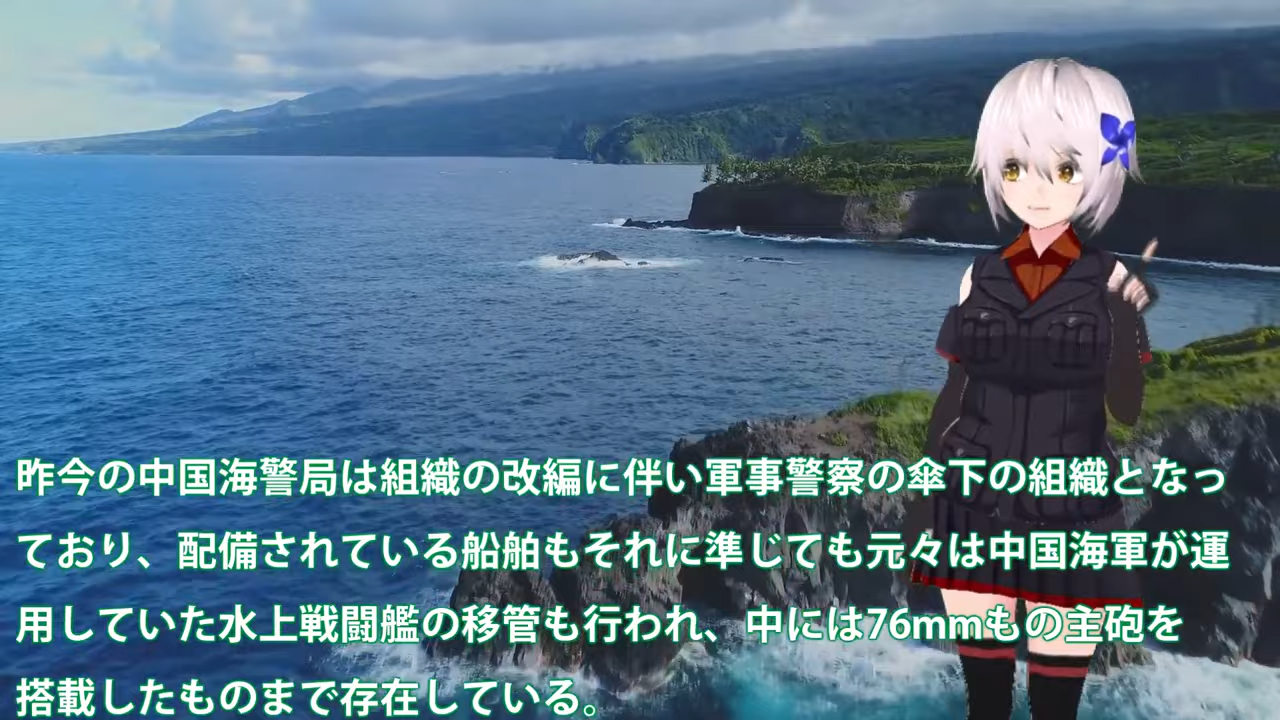 昨今の中国海警局は組織の改編に伴い軍事警察の傘下の組織となっ
ており、配備されている船舶もそれに準じても元々は中国海軍が運
用していた水上戦闘艦の移管も行われ、中には76mmもの主砲を
搭載したものまで存在している。